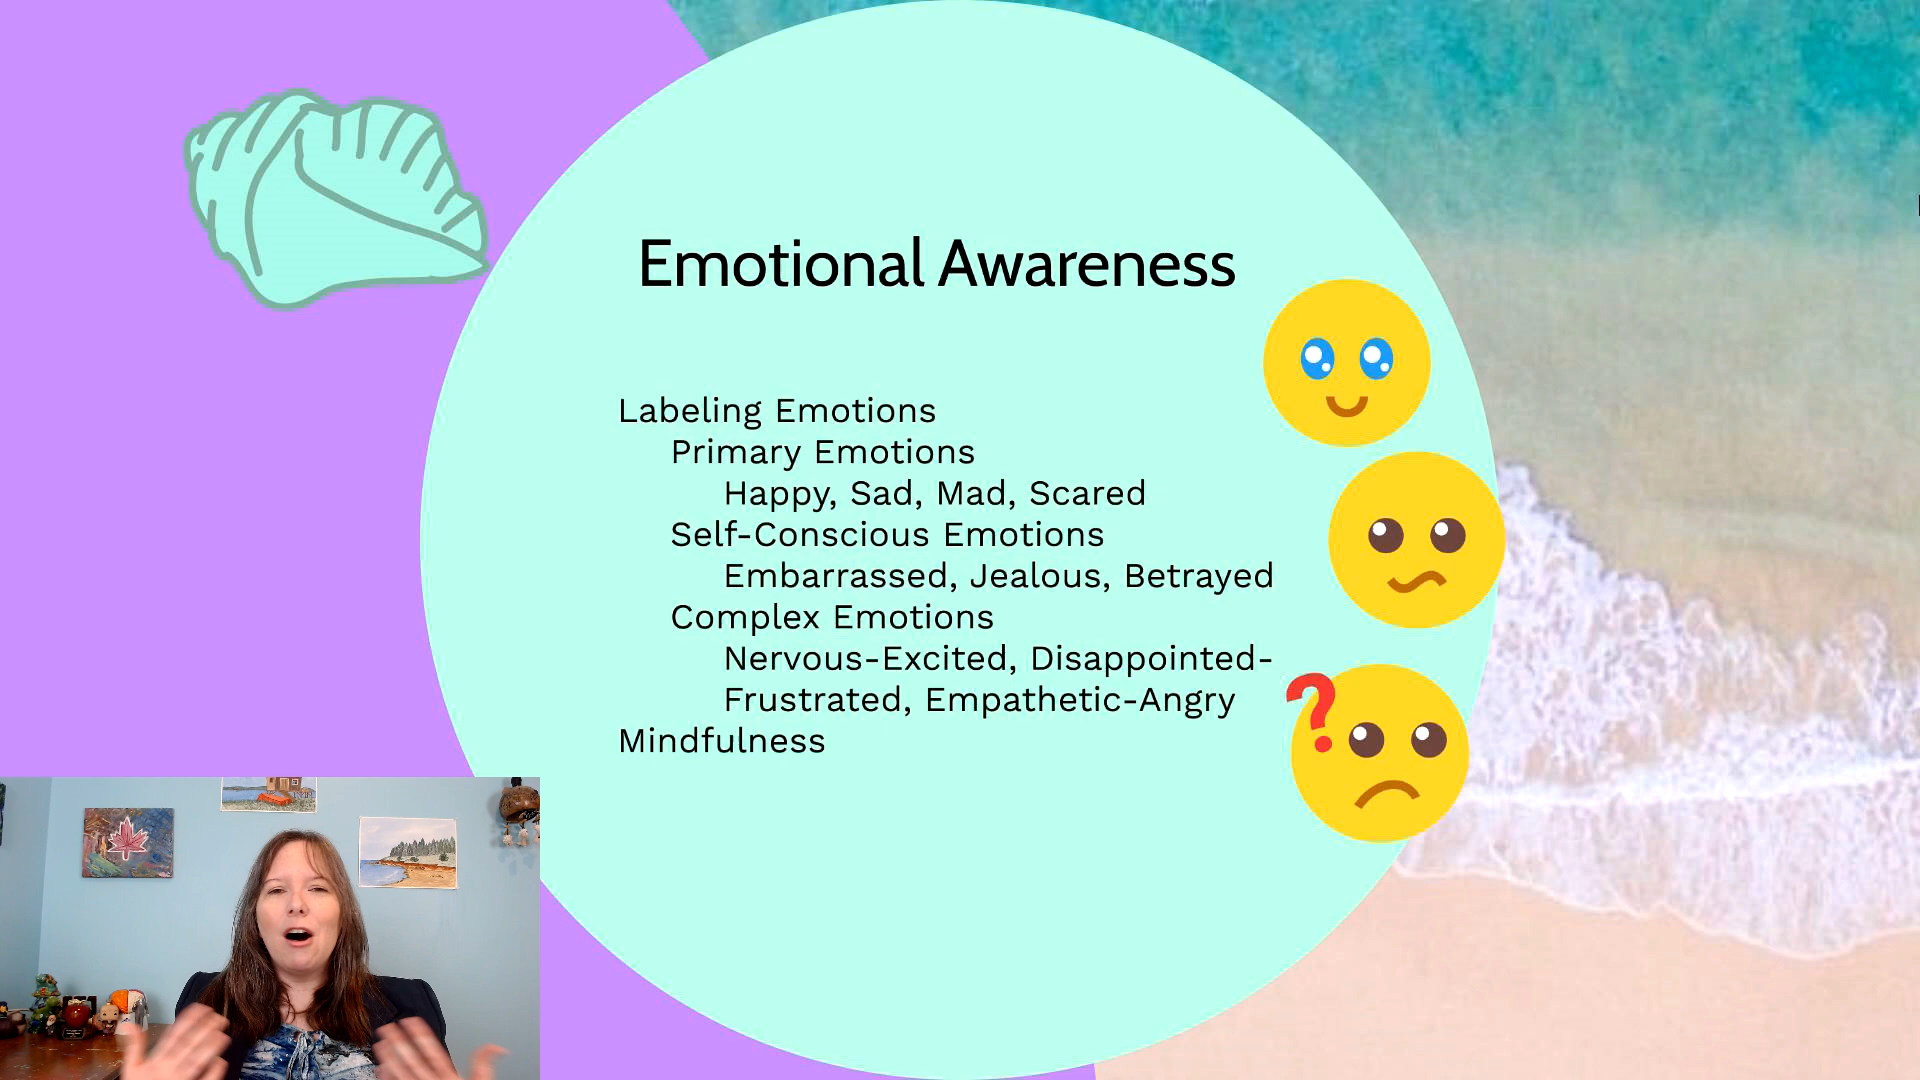 Emotional Awareness
Labeling Emotions
Primary Emotions
Happy, Sad, Mad, Scared
Self-Conscious Emotions
Embarrassed, Jealous, Betrayed
Complex Emotions
Nervous-Excited, Disappointed-
Frustrated, Empathetic-Angry
Mindfulness
?